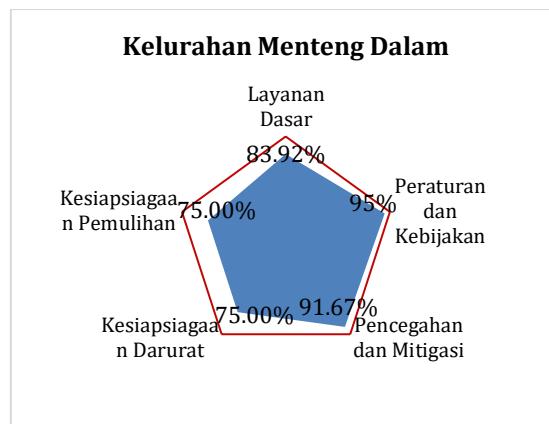 Kelurahan Menteng Dalam
Layanan
Dasar
83.92%
Peraturan
dan
Kebijakan
95%
Pencegahan
dan Mitigasi
91.67%
Kesiapsiagaa
n Darurat
75.00%
Kesiapsiagaa
n Pemulihan
75.00%